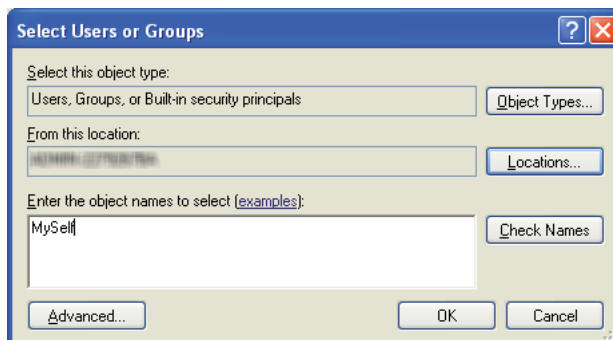 Select Users or Groups
Select this object type:
Users, Groups, or Built-in security principals
Object Types...
From this location:
Locations...
Enter the object names to select (examples):
MySelf
Check Names
Advanced...
OK
Cancel